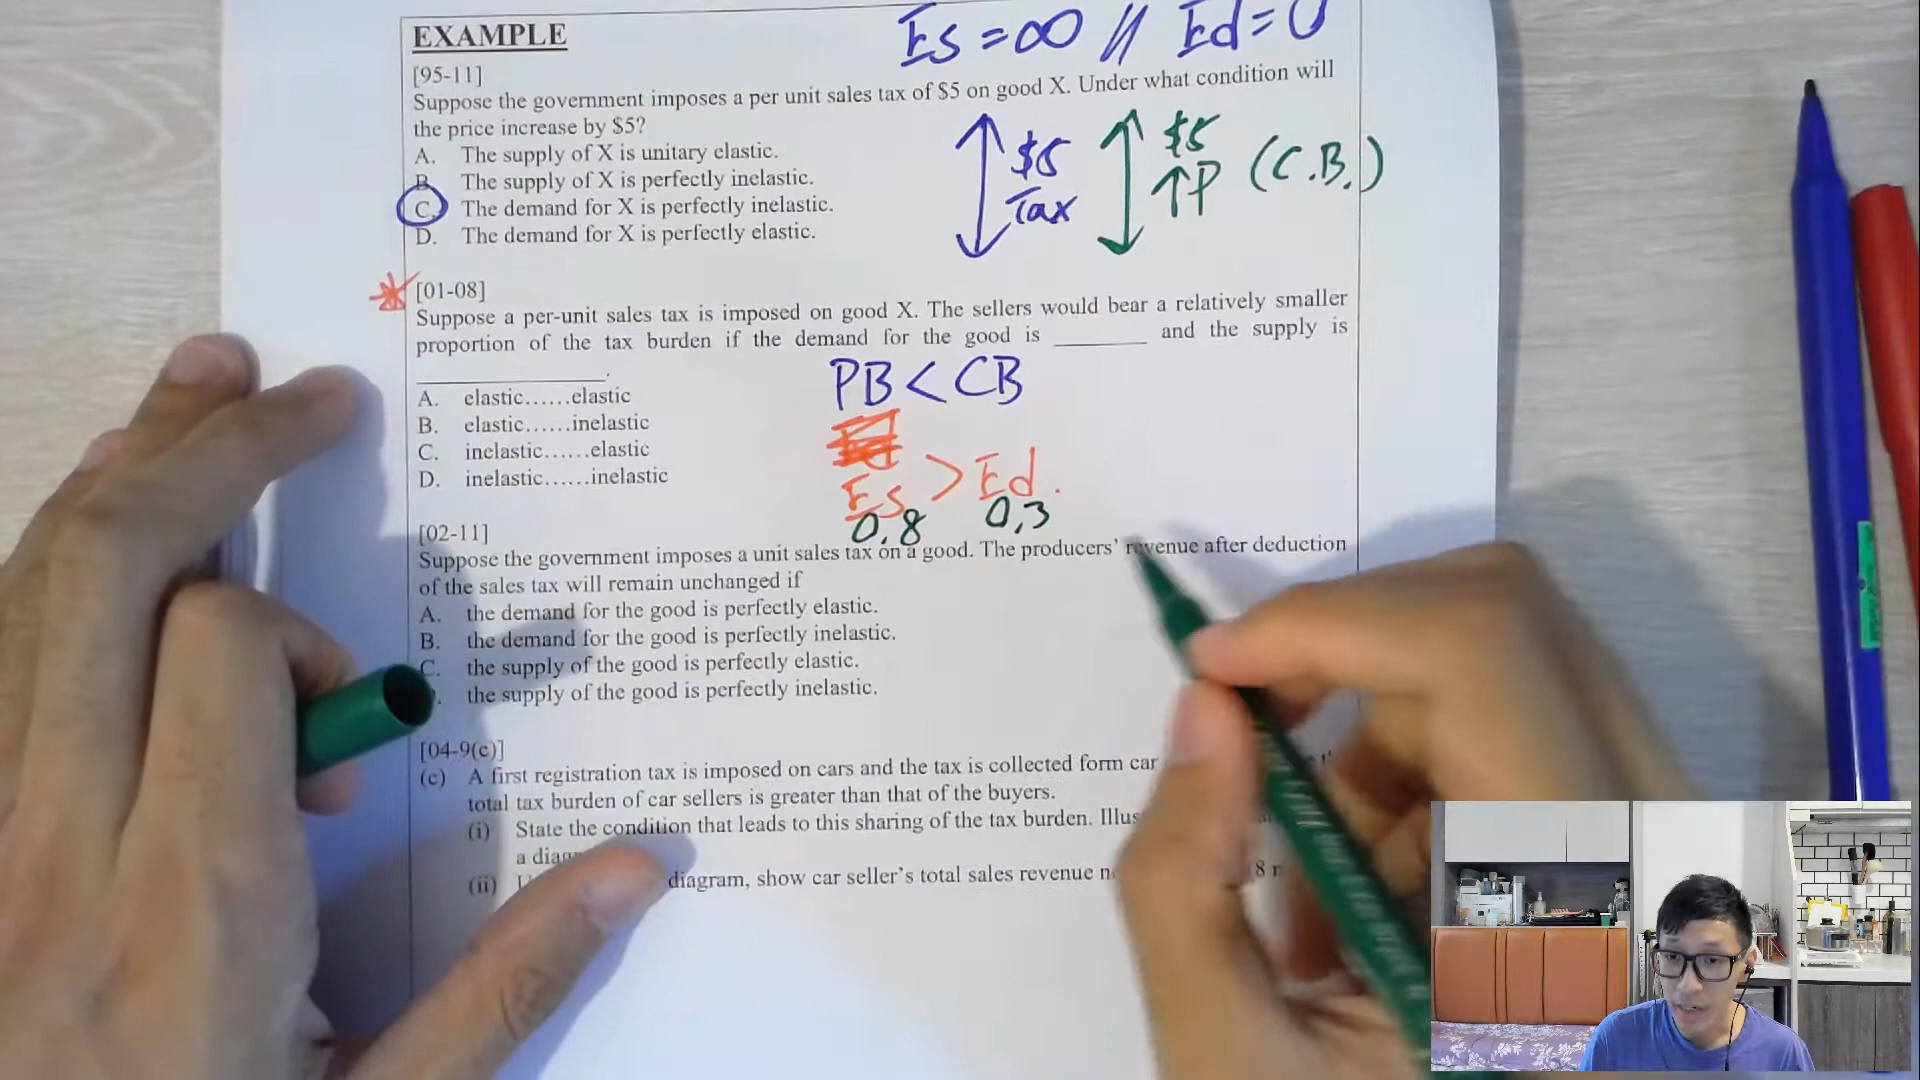 EXAMPLE
Es = ∞ // Ed = 0
[95-11]
Suppose the government imposes a per unit sales tax of $5 on good X. Under what condition will
the price increase by $5?
A. The supply of X is unitary elastic.
B. The supply of X is perfectly inelastic.
C. The demand for X is perfectly inelastic.
D. The demand for X is perfectly elastic.
$5
Tax
$5
↑P (C.B.)
[01-08]
Suppose a per-unit sales tax is imposed on good X. The sellers would bear a relatively smaller
proportion of the tax burden if the demand for the good is ________ and the supply is
________________.
A. elastic……elastic
B. elastic……inelastic
C. inelastic……elastic
D. inelastic……inelastic
PB < CB
Es > Ed.
0.8 0.3
[02-11]
Suppose the government imposes a unit sales tax on a good. The producers’ revenue after deduction
of the sales tax will remain unchanged if
A. the demand for the good is perfectly elastic.
B. the demand for the good is perfectly inelastic.
C. the supply of the good is perfectly elastic.
the supply of the good is perfectly inelastic.
[04-9(c)]
(c) A first registration tax is imposed on cars and the tax is collected form car
total tax burden of car sellers is greater than that of the buyers.
(i) State the condition that leads to this sharing of the tax burden.
a
(ii) diagram, show car seller’s total sales revenue